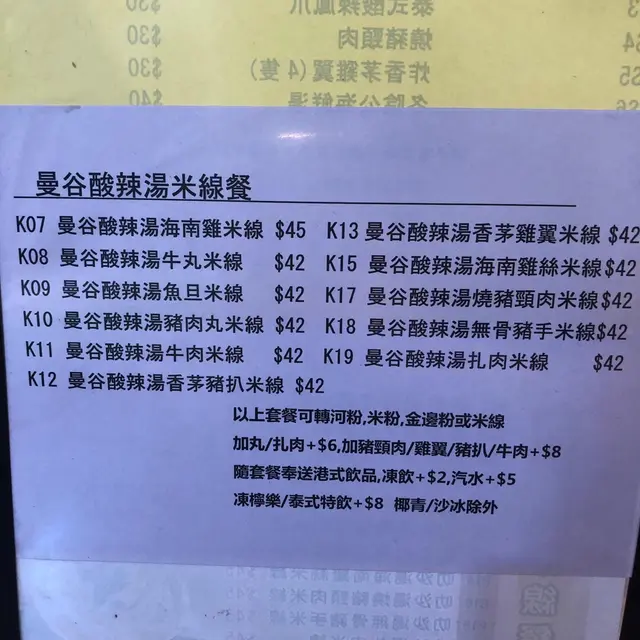 曼谷酸辣湯米線餐
K07 曼谷酸辣湯海南雞米線 $45
K08 曼谷酸辣湯牛丸米線 $42
K09 曼谷酸辣湯魚旦米線 $42
K10 曼谷酸辣湯豬肉丸米線 $42
K11 曼谷酸辣湯牛肉米線 $42
K12 曼谷酸辣湯香茅豬扒米線 $42
K13 曼谷酸辣湯香茅雞翼米線 $42
K15 曼谷酸辣湯海南雞絲米線$42
K17 曼谷酸辣湯燒豬頸肉米線$42
K18 曼谷酸辣湯無骨豬手米線$42
K19 曼谷酸辣湯扎肉米線 $42
以上套餐可轉河粉,米粉,金邊粉或米線
加丸/扎肉+$6,加豬頸肉/雞翼/豬扒/牛肉+$8
隨套餐奉送港式飲品,凍飲+$2,汽水+$5
凍檸樂/泰式特飲+$8 椰青/沙冰除外